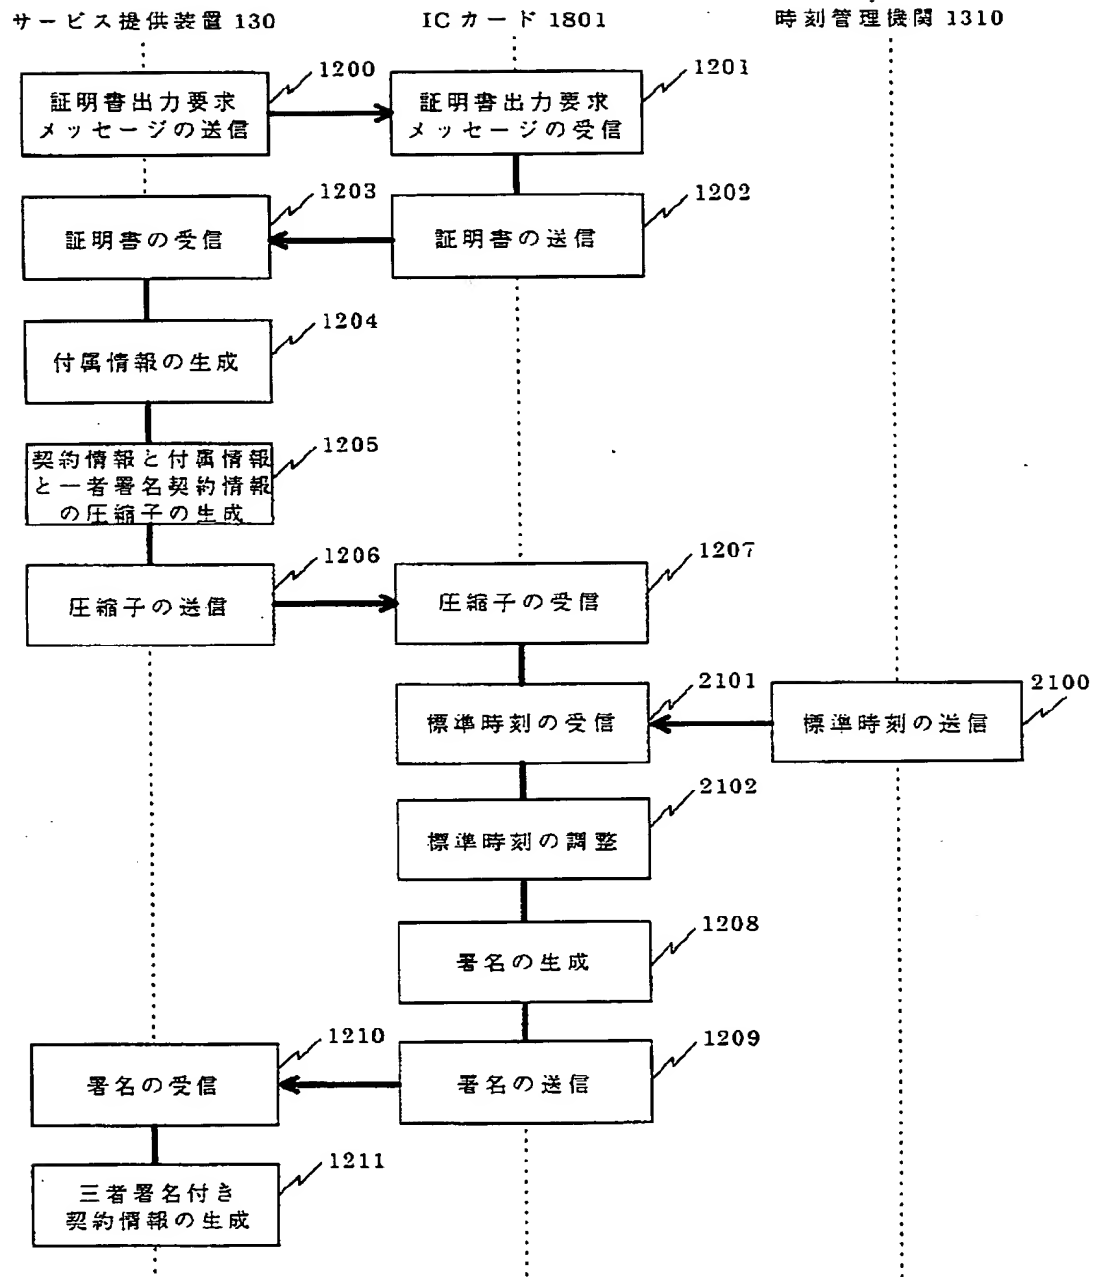 サービス提供装置 130
ICカード 1801
時刻管理機関 1310
1200
証明書出力要求
メッセージの送信
1201
証明書出力要求
メッセージの受信
1203
証明書の受信
1202
証明書の送信
1204
付属情報の生成
1205
契約情報と付属情報
と一者署名契約情報
の圧縮子の生成
1206
圧縮子の送信
1207
圧縮子の受信
2101
標準時刻の受信
2100
標準時刻の送信
2102
標準時刻の調整
1208
署名の生成
1210
署名の受信
1209
署名の送信
1211
三者署名付き
契約情報の生成